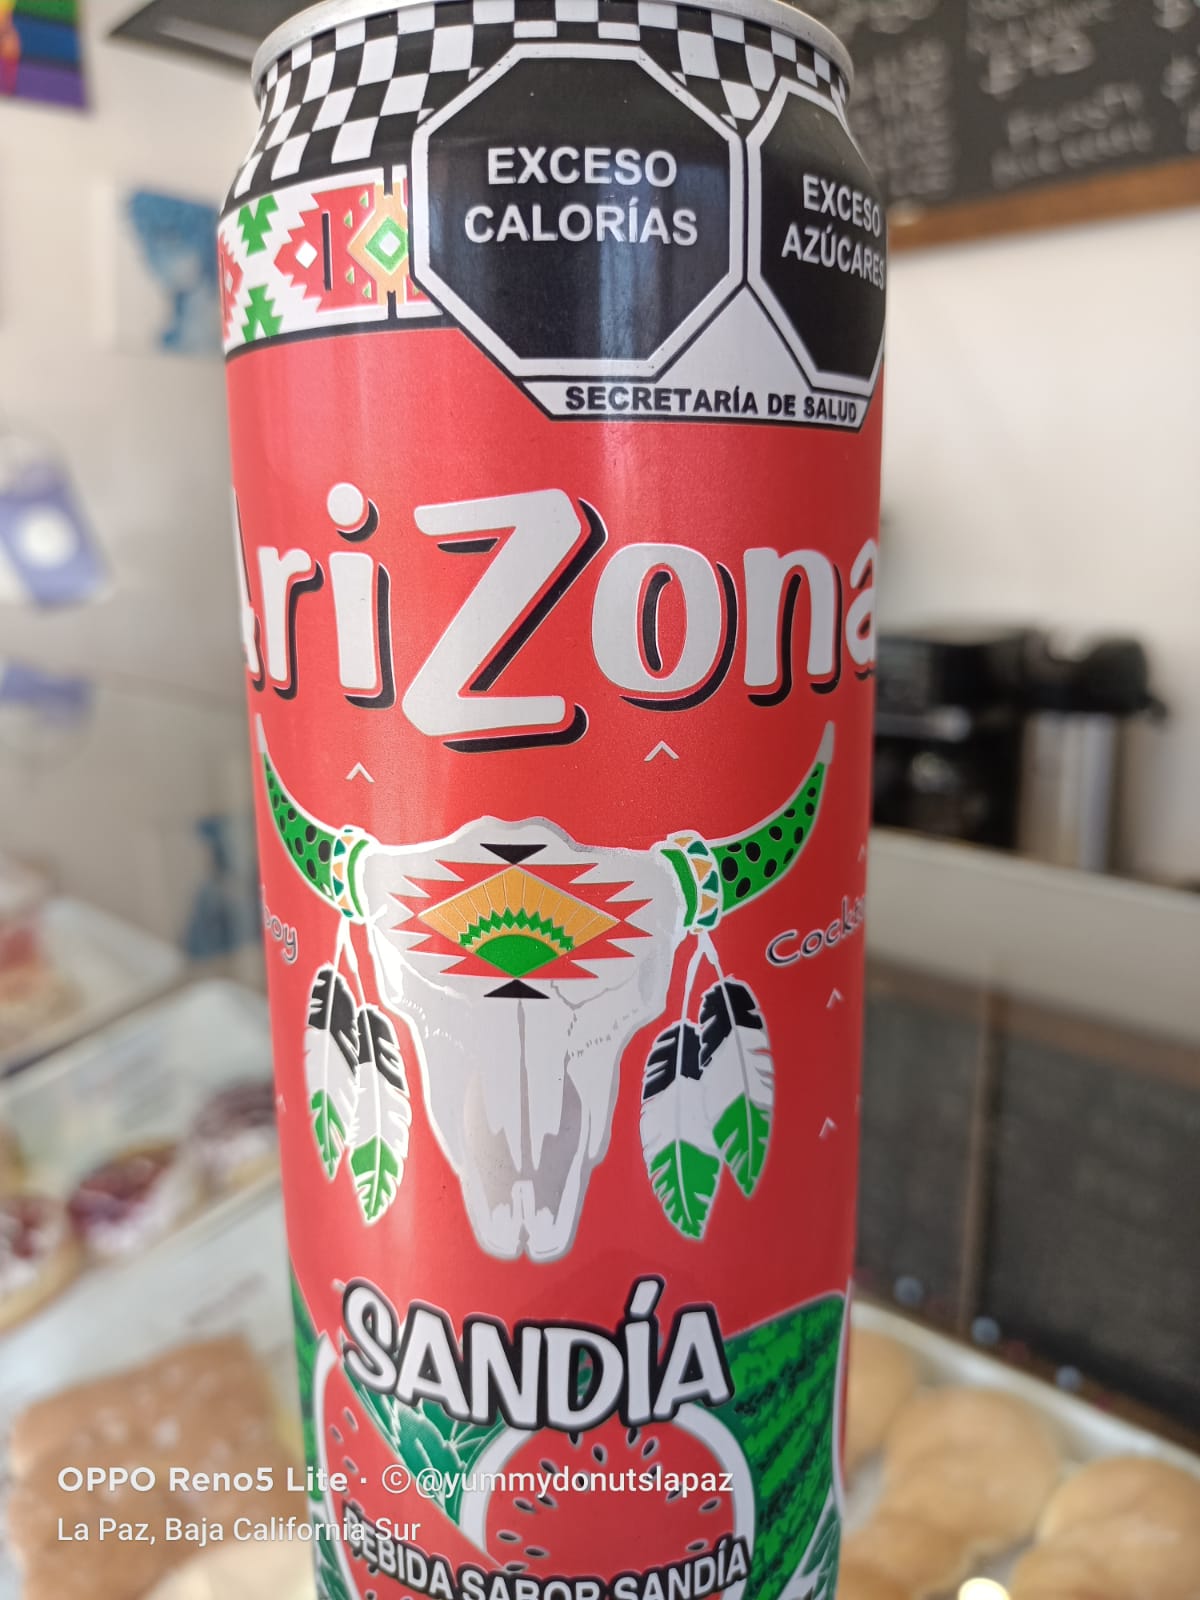 EXCESO
CALORÍAS
EXCESO
AZÚCARES
SECRETARÍA DE SALUD
AriZona
SANDÍA
BEBIDA SABOR SANDÍA
OPPO Reno5 Lite · ©@yummydonutslapaz
La Paz, Baja California Sur